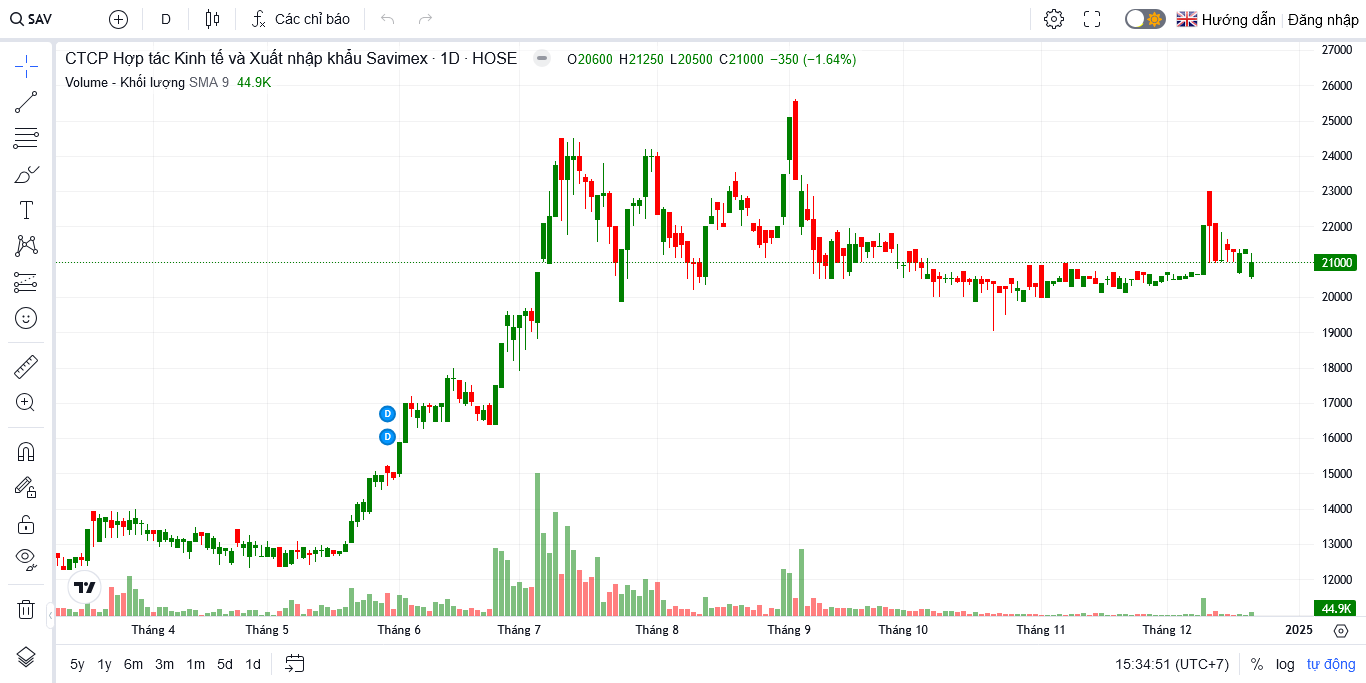 SAV D Các chỉ báo Hướng dẫn Đăng nhập
CTCP Hợp tác Kinh tế và Xuất nhập khẩu Savimex · 1D · HOSE O20600 H21250 L20500 C21000 −350 (−1.64%)
Volume - Khối lượng SMA 9 44.9K
27000
26000
25000
24000
23000
22000
21000
20000
19000
18000
17000
16000
15000
14000
13000
12000
44.9K
D
D
Tháng 4 Tháng 5 Tháng 6 Tháng 7 Tháng 8 Tháng 9 Tháng 10 Tháng 11 Tháng 12 2025
5y 1y 6m 3m 1m 5d 1d 15:34:51 (UTC+7) % log tự động